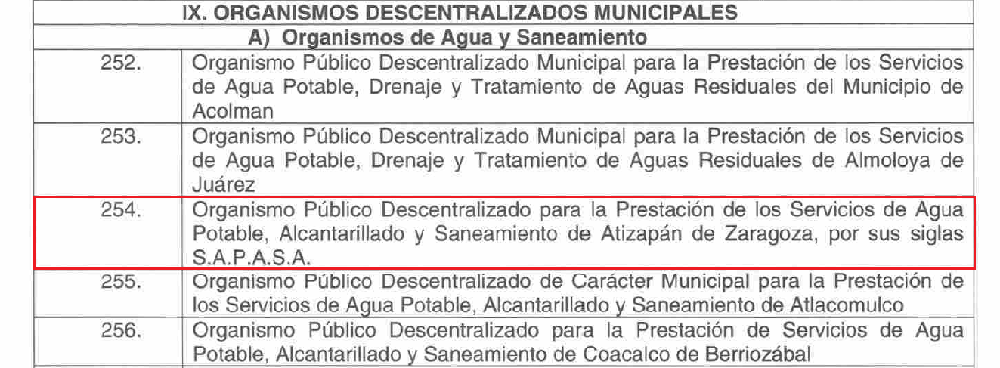 IX. ORGANISMOS DESCENTRALIZADOS MUNICIPALES
A) Organismos de Agua y Saneamiento
252. Organismo Público Descentralizado Municipal para la Prestación de los Servicios
de Agua Potable, Drenaje y Tratamiento de Aguas Residuales del Municipio de
Acolman
253. Organismo Público Descentralizado Municipal para la Prestación de los Servicios
de Agua Potable, Drenaje y Tratamiento de Aguas Residuales de Almoloya de
Juárez
254. Organismo Público Descentralizado para la Prestación de los Servicios de Agua
Potable, Alcantarillado y Saneamiento de Atizapán de Zaragoza, por sus siglas
S.A.P.A.S.A.
255. Organismo Público Descentralizado de Carácter Municipal para la Prestación de
los Servicios de Agua Potable, Alcantarillado y Saneamiento de Atlacomulco
256. Organismo Público Descentralizado para la Prestación de Servicios de Agua
Potable, Alcantarillado y Saneamiento de Coacalco de Berriozábal